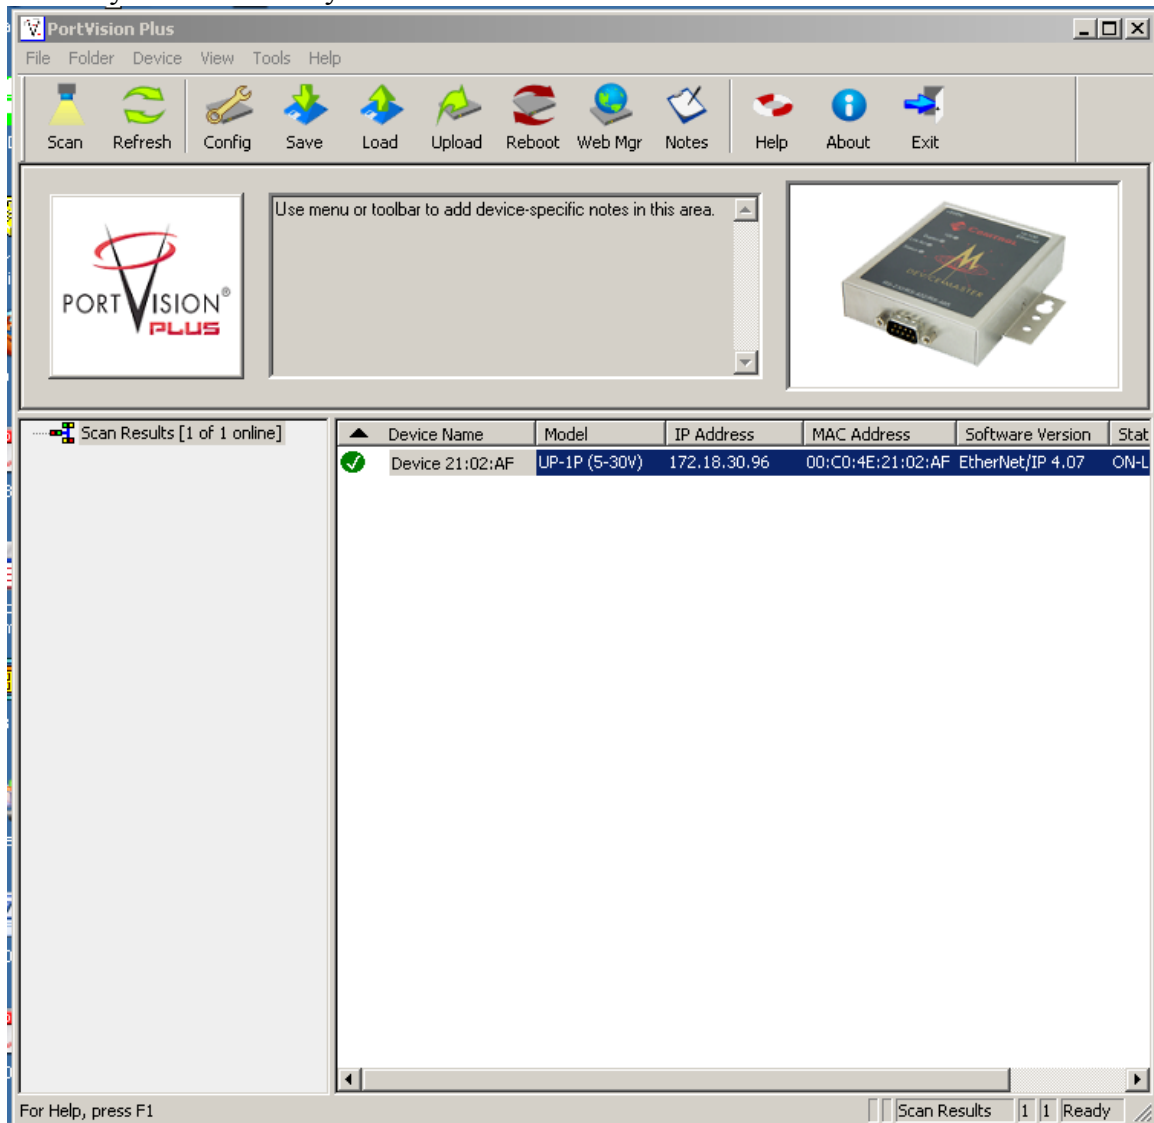 PortVision Plus
File Folder Device View Tools Help
Scan Refresh Config Save Load Upload Reboot Web Mgr Notes Help About Exit
Use menu or toolbar to add device-specific notes in this area.
PORTVISION®
PLUS
COMTROL
DEVICEMASTER
Scan Results [1 of 1 online]
Device Name Model IP Address MAC Address Software Version Stat
Device 21:02:AF UP-1P (5-30V) 172.18.30.96 00:C0:4E:21:02:AF EtherNet/IP 4.07 ON-L
For Help, press F1
Scan Results 1 1 Ready